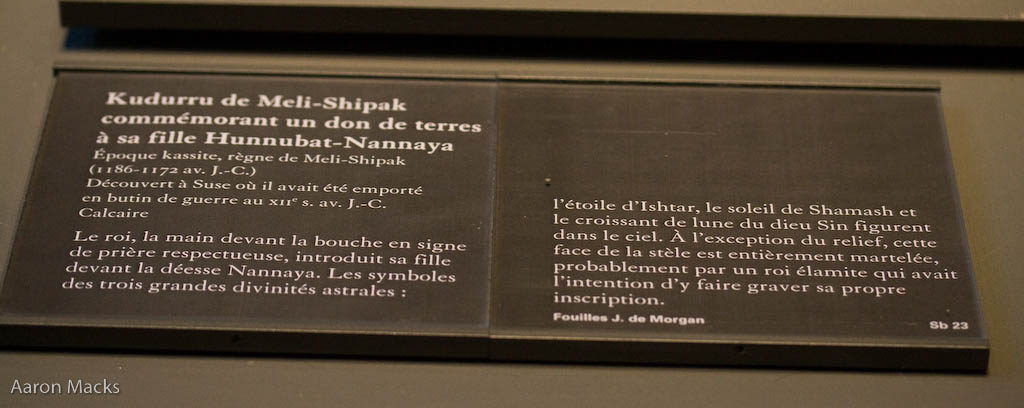 Kudurru de Meli-Shipak
commémorant un don de terres
à sa fille Hunnubat-Nannaya
Époque kassite, règne de Meli-Shipak
(1186-1172 av. J.-C.)
Découvert à Suse où il avait été emporté
en butin de guerre au XIIe s. av. J.-C.
Calcaire
Le roi, la main devant la bouche en signe
de prière respectueuse, introduit sa fille
devant la déesse Nannaya. Les symboles
des trois grandes divinités astrales :
l'étoile d'Ishtar, le soleil de Shamash et
le croissant de lune du dieu Sin figurent
dans le ciel. À l'exception du relief, cette
face de la stèle est entièrement martelée,
probablement par un roi élamite qui avait
l'intention d'y faire graver sa propre
inscription.
Fouilles J. de Morgan
Sb 23
Aaron Macks